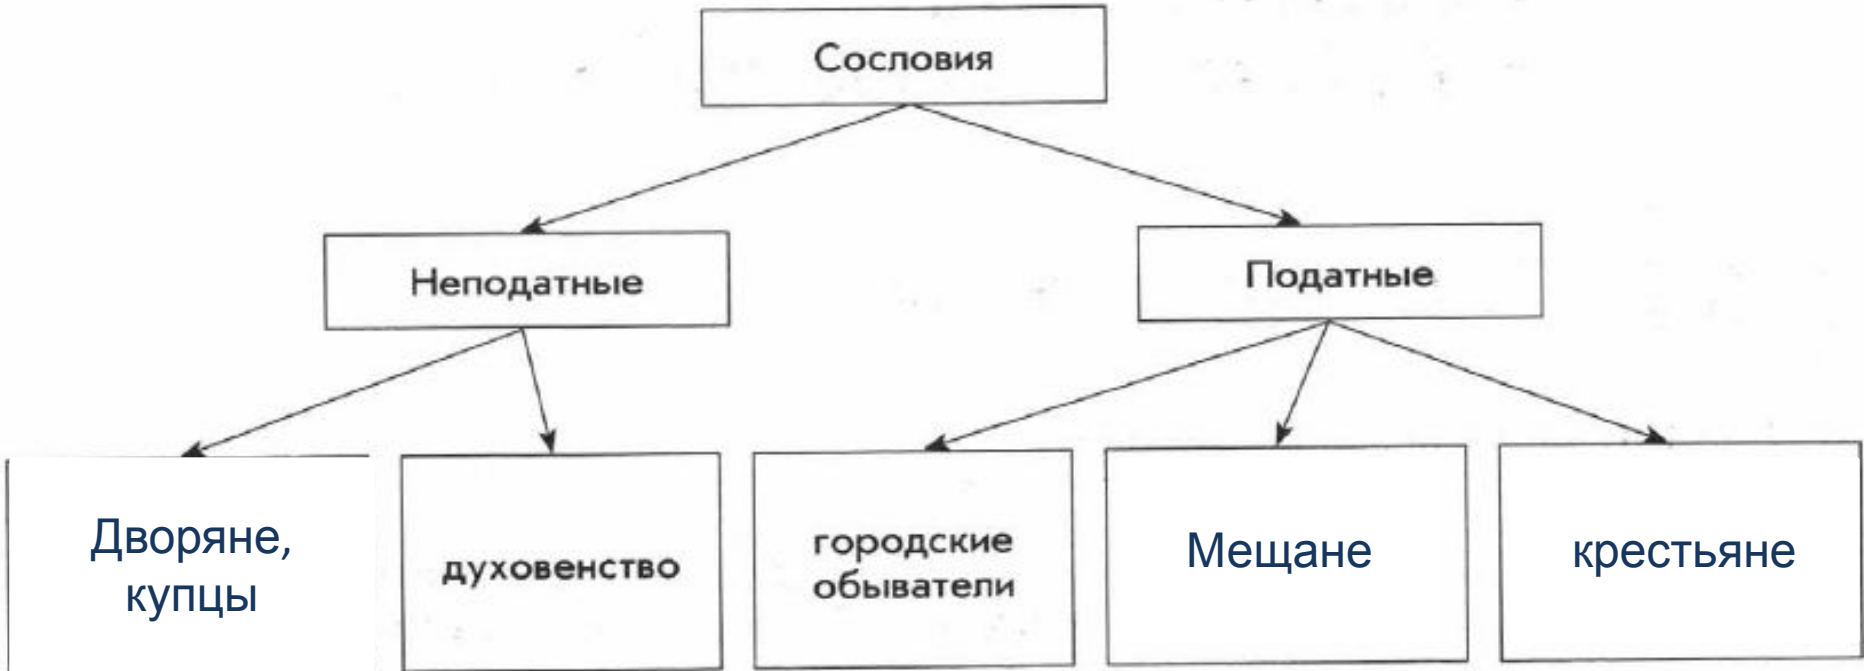 Сословия
Неподатные
Податные
Дворяне,
купцы
духовенство
городские
обыватели
Мещане
крестьяне